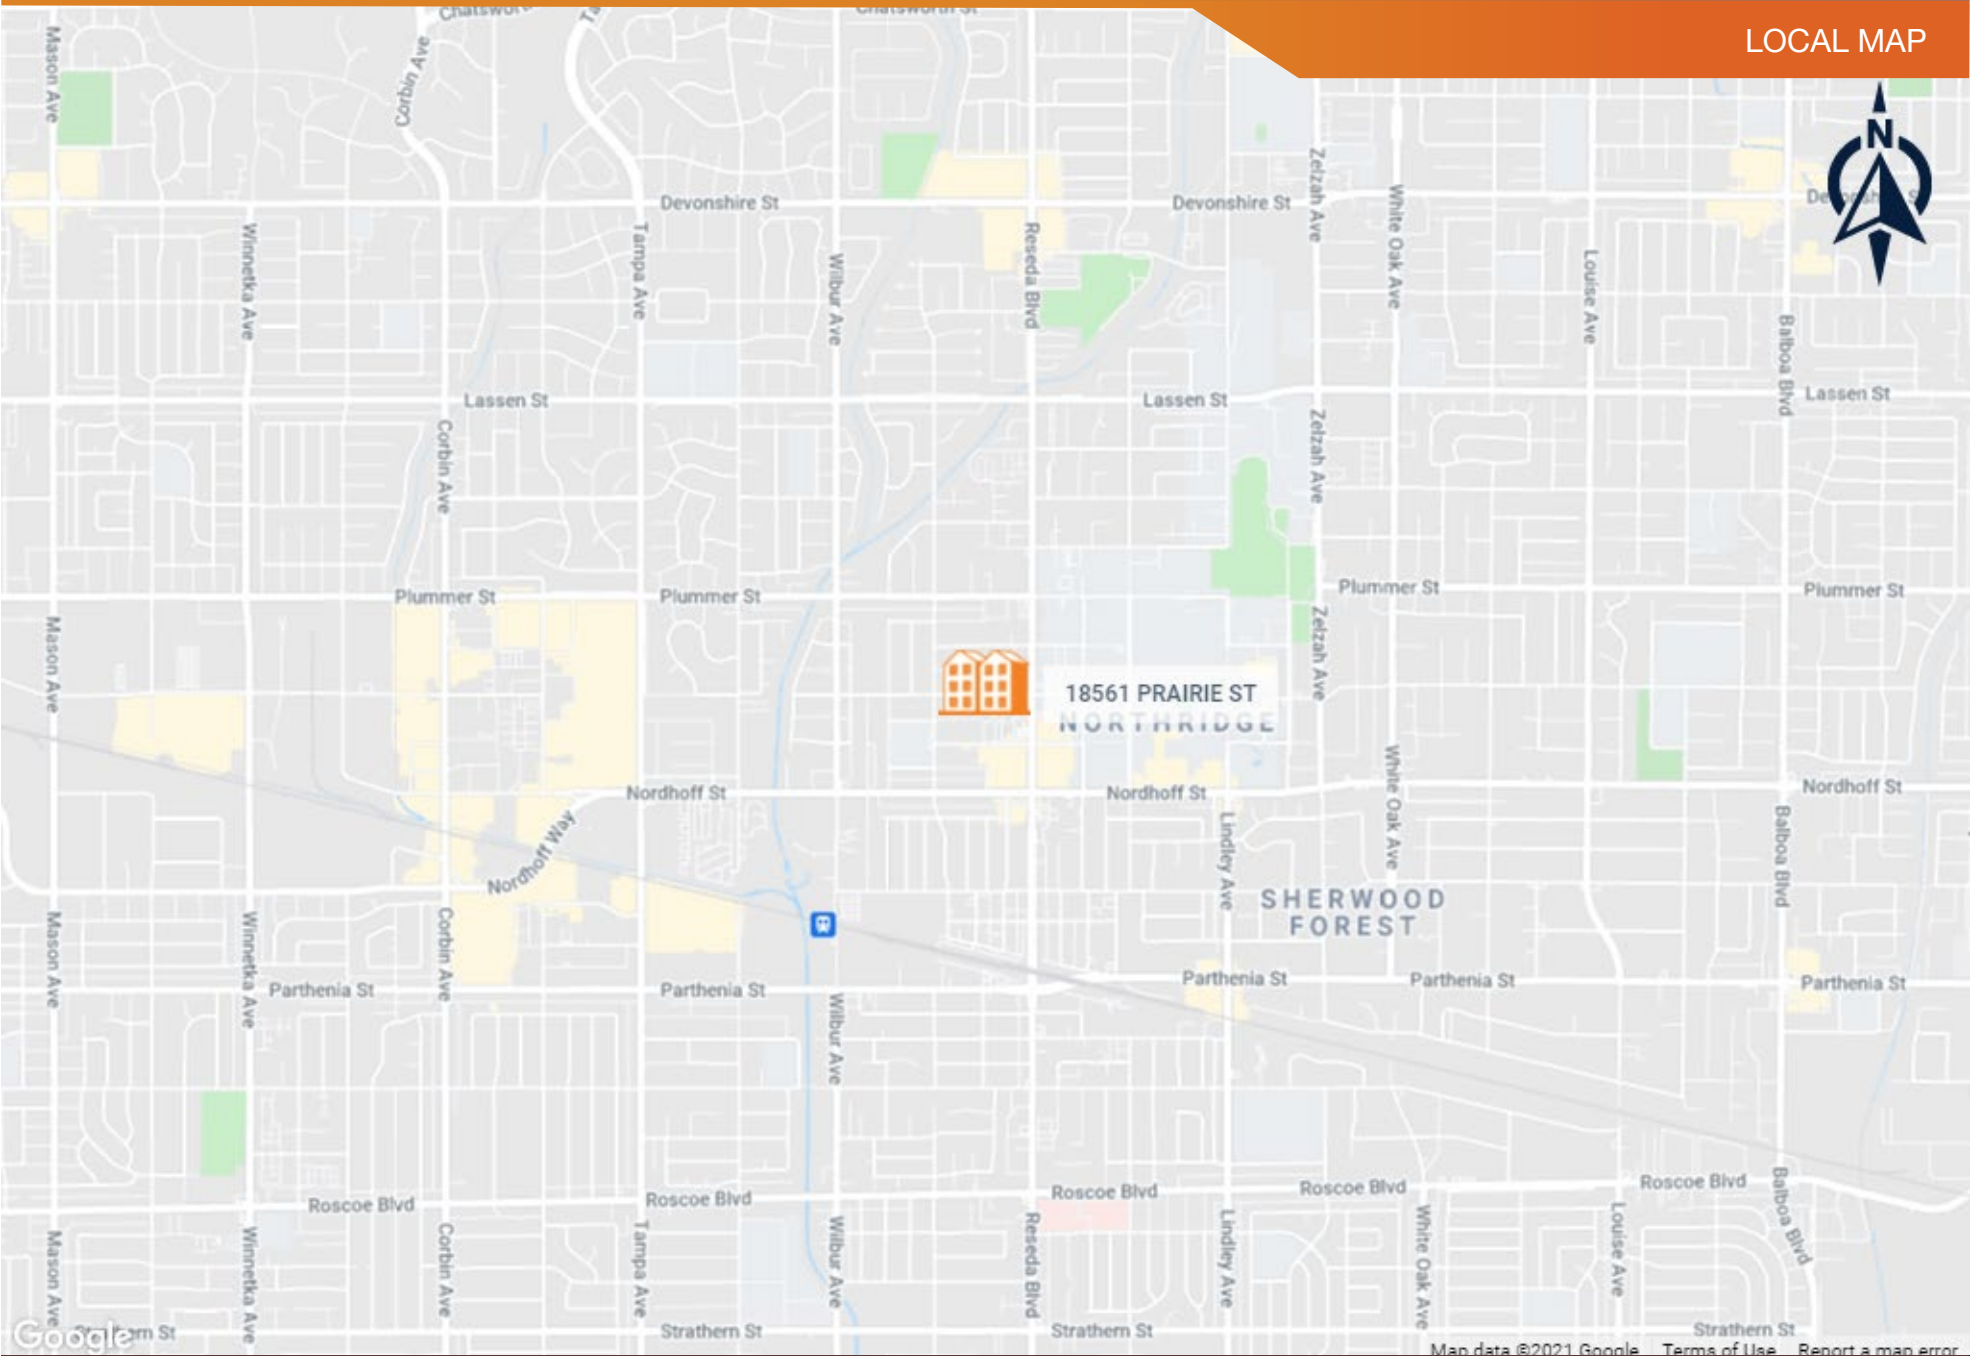 Chatsworth St
LOCAL MAP
Mason Ave
Corbin Ave
N
Zelzah Ave
White Oak Ave
Devonshire St
Devonshire St
Winnetka Ave
Tampa Ave
Wilbur Ave
Reseda Blvd
Louise Ave
Balboa Blvd
Lassen St
Lassen St
Lassen St
Corbin Ave
Zelzah Ave
Plummer St
Plummer St
Plummer St
Plummer St
Mason Ave
Zelzah Ave
18561 PRAIRIE ST
NORTHRIDGE
White Oak Ave
Nordhoff St
Nordhoff St
Nordhoff St
Nordhoff Way
Lindley Ave
Balboa Blvd
SHERWOOD
FOREST
Mason Ave
Winnetka Ave
Corbin Ave
Parthenia St
Parthenia St
Parthenia St
Parthenia St
Parthenia St
Wilbur Ave
Roscoe Blvd
Roscoe Blvd
Roscoe Blvd
Roscoe Blvd
Roscoe Blvd
Balboa Blvd
Mason Ave
Winnetka Ave
Corbin Ave
Tampa Ave
Wilbur Ave
Reseda Blvd
Lindley Ave
White Oak Ave
Louise Ave
Google
Strathern St
Strathern St
Strathern St
Map data ©2021 Google Terms of Use Report a map error